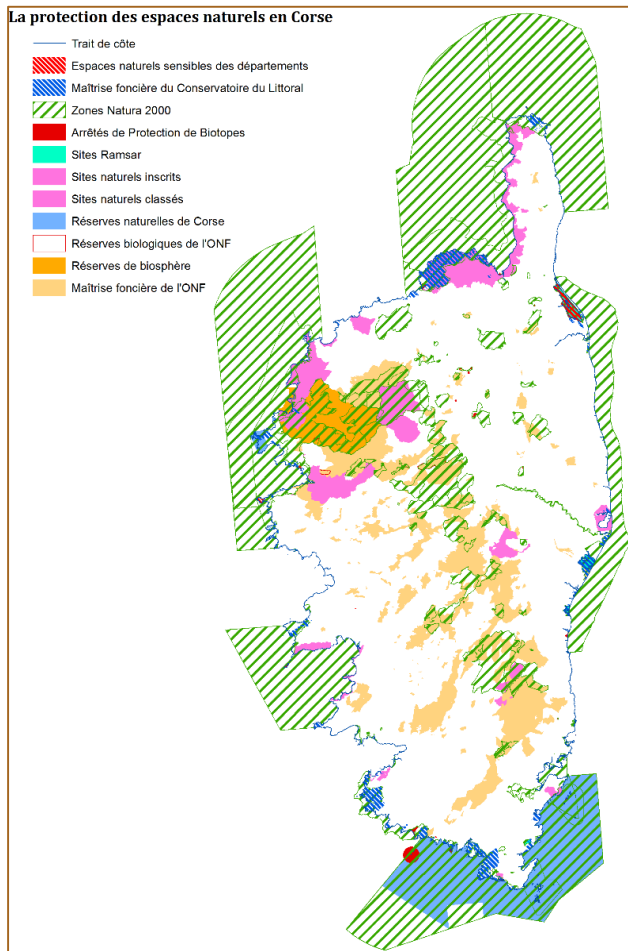 La protection des espaces naturels en Corse
Trait de côte
Espaces naturels sensibles des départements
Maîtrise foncière du Conservatoire du Littoral
Zones Natura 2000
Arrêtés de Protection de Biotopes
Sites Ramsar
Sites naturels inscrits
Sites naturels classés
Réserves naturelles de Corse
Réserves biologiques de l'ONF
Réserves de biosphère
Maîtrise foncière de l'ONF